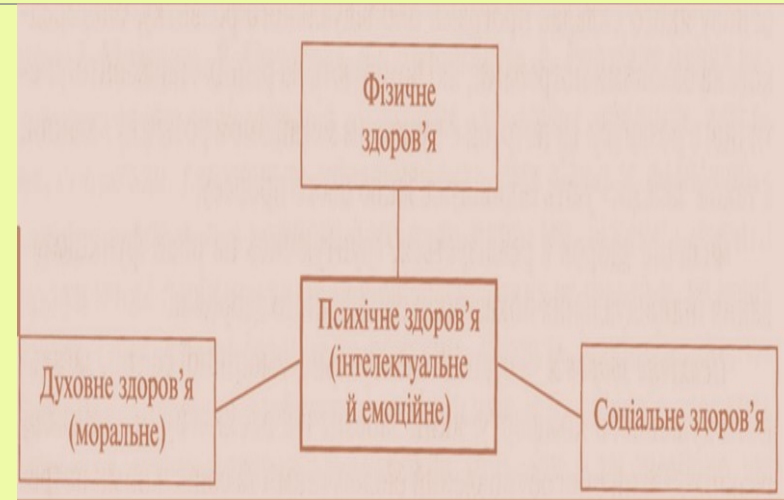 Фізичне
здоров’я
Психічне здоров’я
(інтелектуальне
й емоційне)
Духовне здоров’я
(моральне)
Соціальне здоров’я